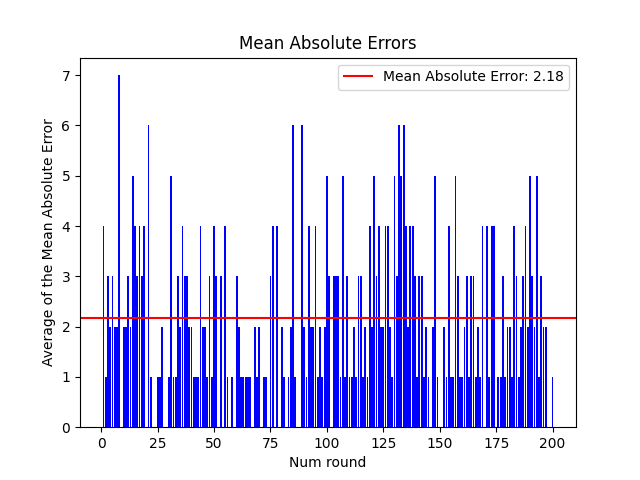 Mean Absolute Errors
Mean Absolute Error: 2.18
Average of the Mean Absolute Error
7
6
5
4
3
2
1
0
0 25 50 75 100 125 150 175 200
Num round